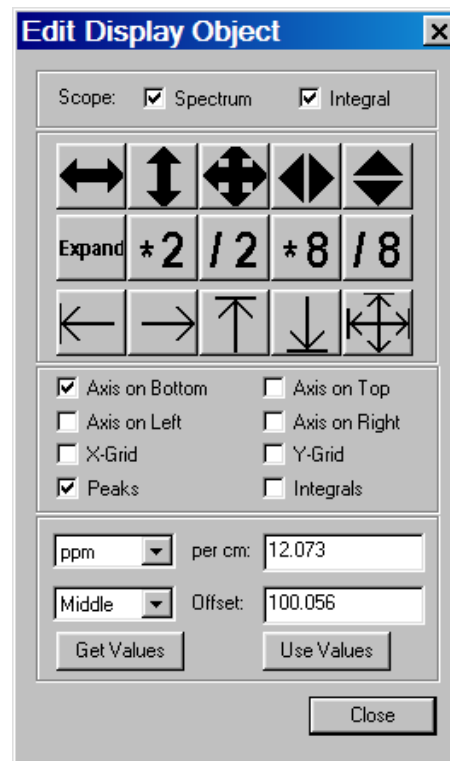 Edit Display Object
Scope: Spectrum Integral
Expand *2 /2 *8 /8
Axis on Bottom Axis on Top
Axis on Left Axis on Right
X-Grid Y-Grid
Peaks Integrals
ppm per cm: 12.073
Middle Offset: 100.056
Get Values Use Values
Close